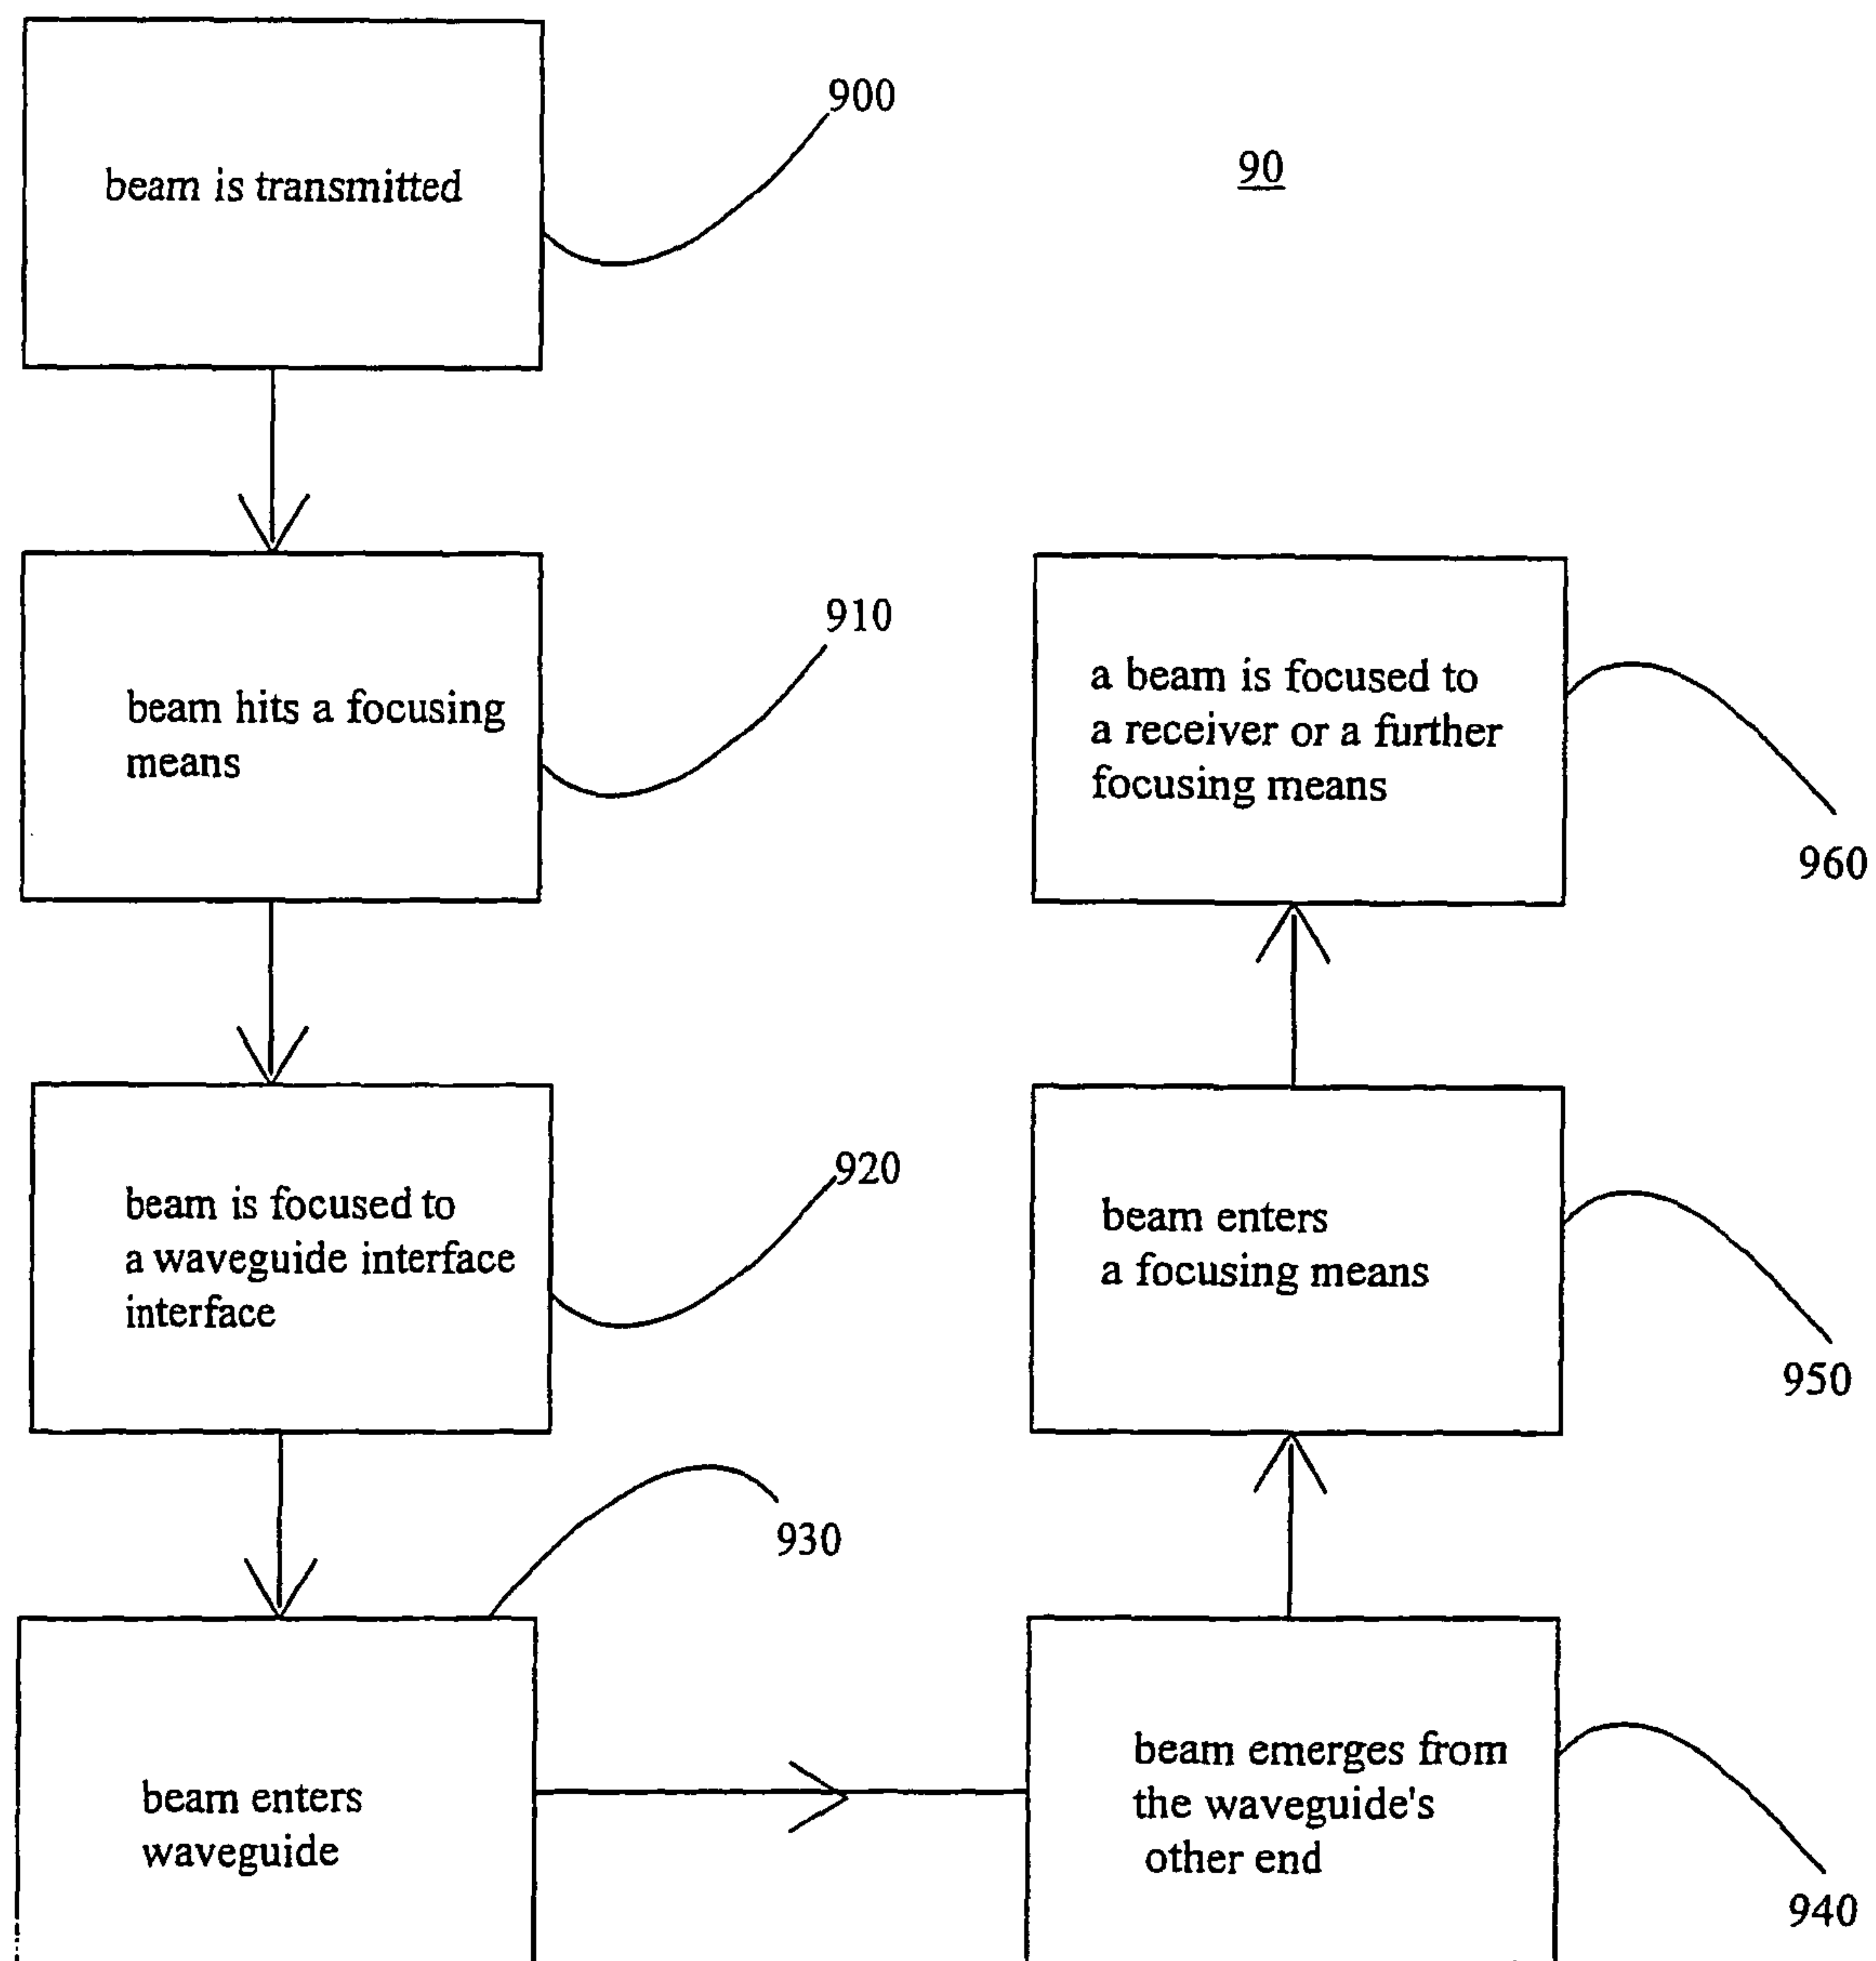 900
90
beam is transmitted
910
beam hits a focusing
means
920
beam is focused to
a waveguide interface
interface
930
beam enters
waveguide
beam emerges from
the waveguide's
other end
940
beam enters
a focusing means
950
a beam is focused to
a receiver or a further
focusing means
960